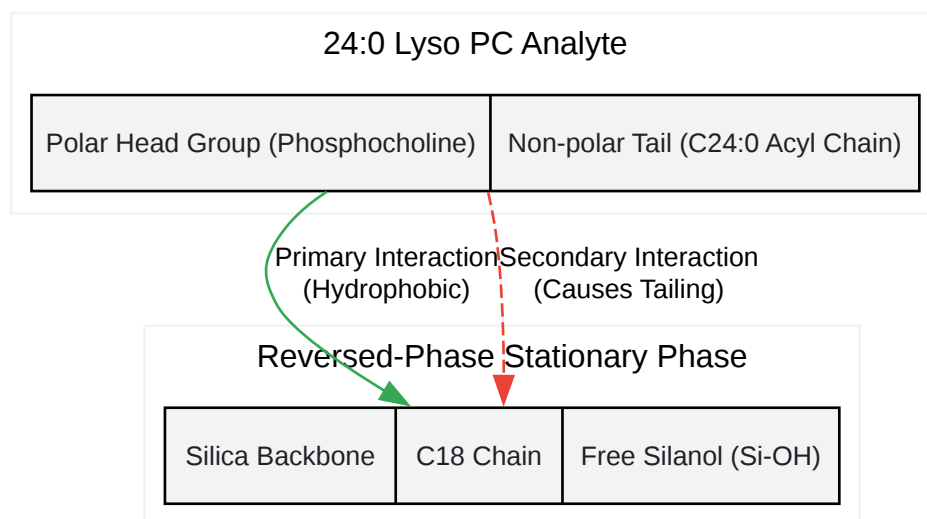 24:0 Lyso PC Analyte
Polar Head Group (Phosphocholine)
Non-polar Tail (C24:0 Acyl Chain)
Primary Interaction
(Hydrophobic)
Secondary Interaction
(Causes Tailing)
Reversed-Phase Stationary Phase
Silica Backbone
C18 Chain
Free Silanol (Si-OH)